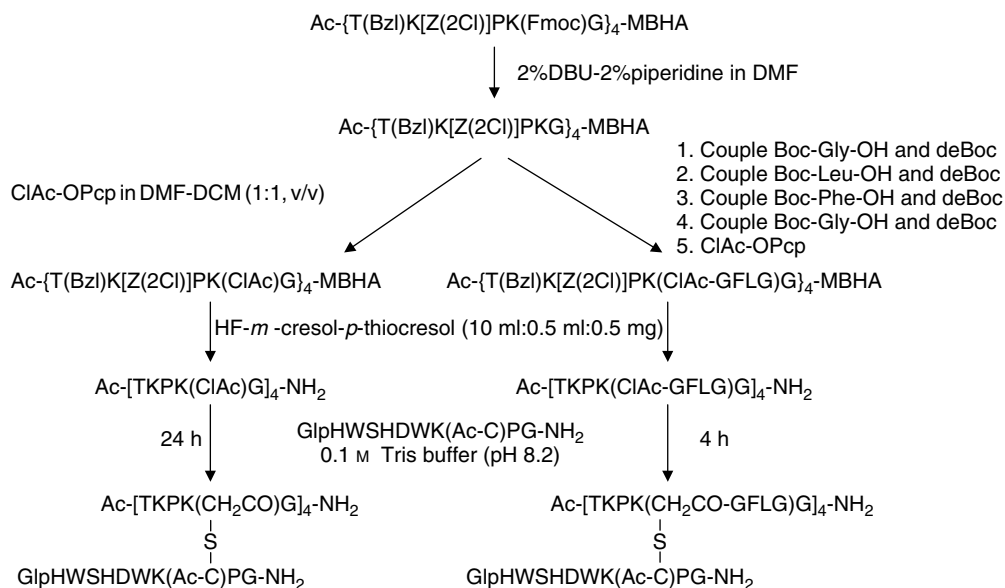 Ac-{T(Bzl)K[Z(2Cl)]PK(Fmoc)G}₄-MBHA
2%DBU-2%piperidine in DMF
Ac-{T(Bzl)K[Z(2Cl)]PKG}₄-MBHA
ClAc-OPcp in DMF-DCM (1:1, v/v)
1. Couple Boc-Gly-OH and deBoc
2. Couple Boc-Leu-OH and deBoc
3. Couple Boc-Phe-OH and deBoc
4. Couple Boc-Gly-OH and deBoc
5. ClAc-OPcp
Ac-{T(Bzl)K[Z(2Cl)]PK(ClAc)G}₄-MBHA
Ac-{T(Bzl)K[Z(2Cl)]PK(ClAc-GFLG)G}₄-MBHA
HF-m -cresol-p-thiocresol (10 ml:0.5 ml:0.5 mg)
Ac-[TKPK(ClAc)G]₄-NH₂
Ac-[TKPK(ClAc-GFLG)G]₄-NH₂
24 h
GlpHWSHDWK(Ac-C)PG-NH₂
0.1 M Tris buffer (pH 8.2)
4 h
Ac-[TKPK(CH₂CO)G]₄-NH₂
S
GlpHWSHDWK(Ac-C)PG-NH₂
Ac-[TKPK(CH₂CO-GFLG)G]₄-NH₂
S
GlpHWSHDWK(Ac-C)PG-NH₂